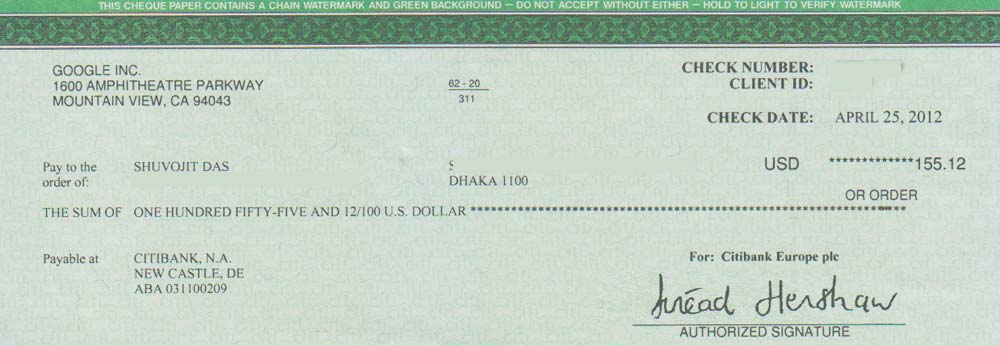 THIS CHEQUE PAPER CONTAINS A CHAIN WATERMARK AND GREEN BACKGROUND — DO NOT ACCEPT WITHOUT EITHER — HOLD TO LIGHT TO VERIFY WATERMARK
GOOGLE INC.
1600 AMPHITHEATRE PARKWAY
MOUNTAIN VIEW, CA 94043
62 - 20
311
CHECK NUMBER:
CLIENT ID:
CHECK DATE: APRIL 25, 2012
Pay to the order of: SHUVOJIT DAS
DHAKA 1100
USD *************155.12
OR ORDER
THE SUM OF ONE HUNDRED FIFTY-FIVE AND 12/100 U.S. DOLLAR ******************************************************************
Payable at CITIBANK, N.A.
NEW CASTLE, DE
ABA 031100209
For: Citibank Europe plc
Hershaw
AUTHORIZED SIGNATURE